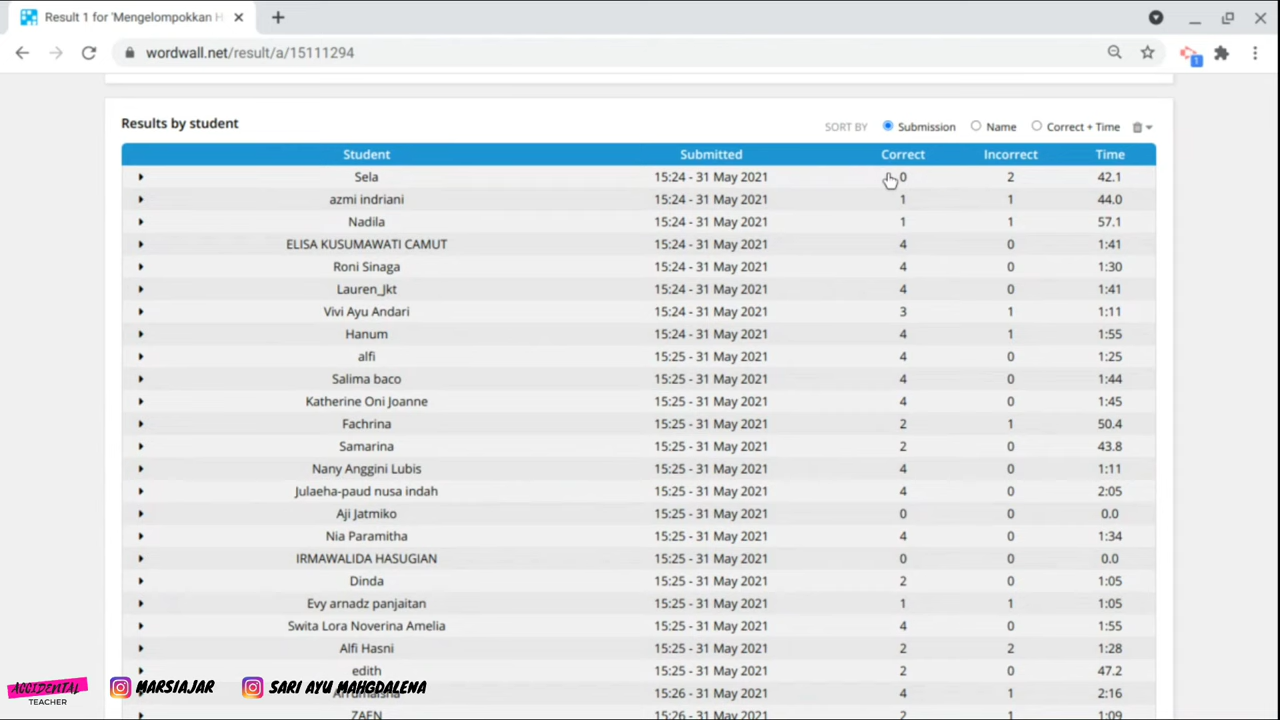 Result 1 for 'Mengelompokkan H
wordwall.net/result/a/15111294
1
Results by student
SORT BY Submission Name Correct + Time
Student Submitted Correct Incorrect Time
Sela 15:24 - 31 May 2021 0 2 42.1
azmi indriani 15:24 - 31 May 2021 1 1 44.0
Nadila 15:24 - 31 May 2021 1 1 57.1
ELISA KUSUMAWATI CAMUT 15:24 - 31 May 2021 4 0 1:41
Roni Sinaga 15:24 - 31 May 2021 4 0 1:30
Lauren_Jkt 15:24 - 31 May 2021 4 0 1:41
Vivi Ayu Andari 15:24 - 31 May 2021 3 1 1:11
Hanum 15:24 - 31 May 2021 4 1 1:55
alfi 15:25 - 31 May 2021 4 0 1:25
Salima baco 15:25 - 31 May 2021 4 0 1:44
Katherine Oni Joanne 15:25 - 31 May 2021 4 0 1:45
Fachrina 15:25 - 31 May 2021 2 1 50.4
Samarina 15:25 - 31 May 2021 2 0 43.8
Nany Anggini Lubis 15:25 - 31 May 2021 4 0 1:11
Julaeha-paud nusa indah 15:25 - 31 May 2021 4 0 2:05
Aji Jatmiko 15:25 - 31 May 2021 0 0 0.0
Nia Paramitha 15:25 - 31 May 2021 4 0 1:34
IRMAWALIDA HASUGIAN 15:25 - 31 May 2021 0 0 0.0
Dinda 15:25 - 31 May 2021 2 0 1:05
Evy arnadz panjaitan 15:25 - 31 May 2021 1 1 1:05
Swita Lora Noverina Amelia 15:25 - 31 May 2021 4 0 1:55
Alfi Hasni 15:25 - 31 May 2021 2 2 1:28
edith 15:25 - 31 May 2021 2 0 47.2
15:26 - 31 May 2021 4 1 2:16
ZAEN 15:26 - 31 May 2021 2 1 1:09
ACCIDENTAL
TEACHER
MARSIAJAR
SARI AYU MAHGDALENA